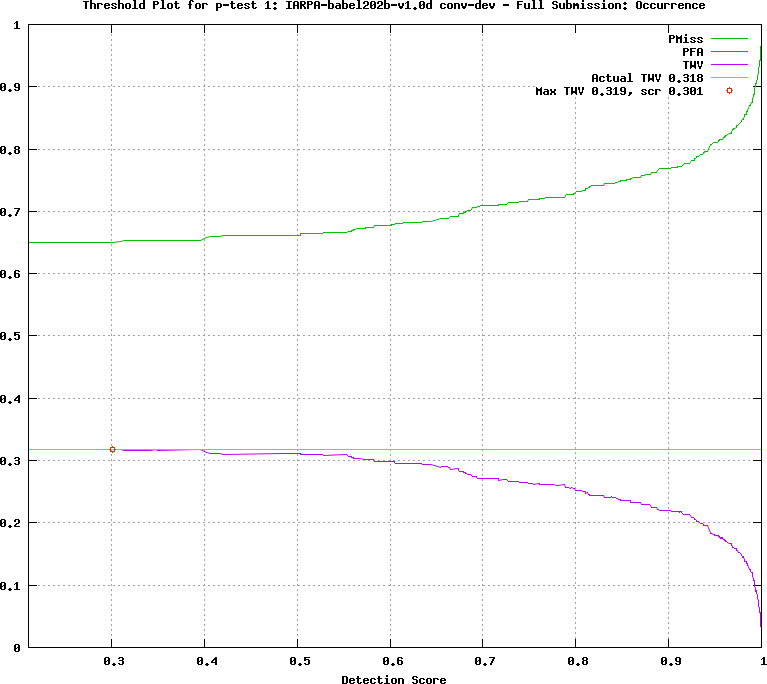 Threshold Plot for p-test 1: IARPA-babel202b-v1.0d conv-dev - Full Submission: Occurrence
PMiss
PFA
TWV
Actual TWV 0.318
Max TWV 0.319, scr 0.301
1
0.9
0.8
0.7
0.6
0.5
0.4
0.3
0.2
0.1
0
0.3 0.4 0.5 0.6 0.7 0.8 0.9 1
Detection Score